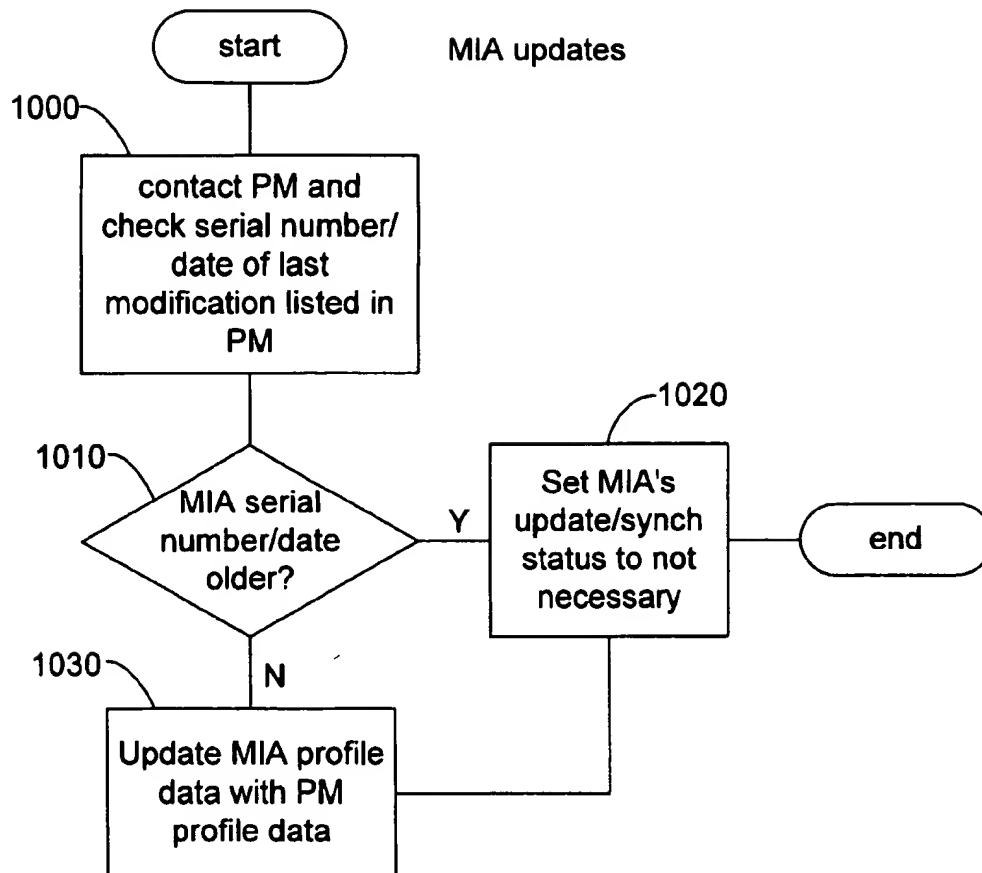 start
MIA updates
1000
contact PM and
check serial number/
date of last
modification listed in
PM
1010
MIA serial
number/date
older?
Y
1020
Set MIA's
update/synch
status to not
necessary
end
N
1030
Update MIA profile
data with PM
profile data